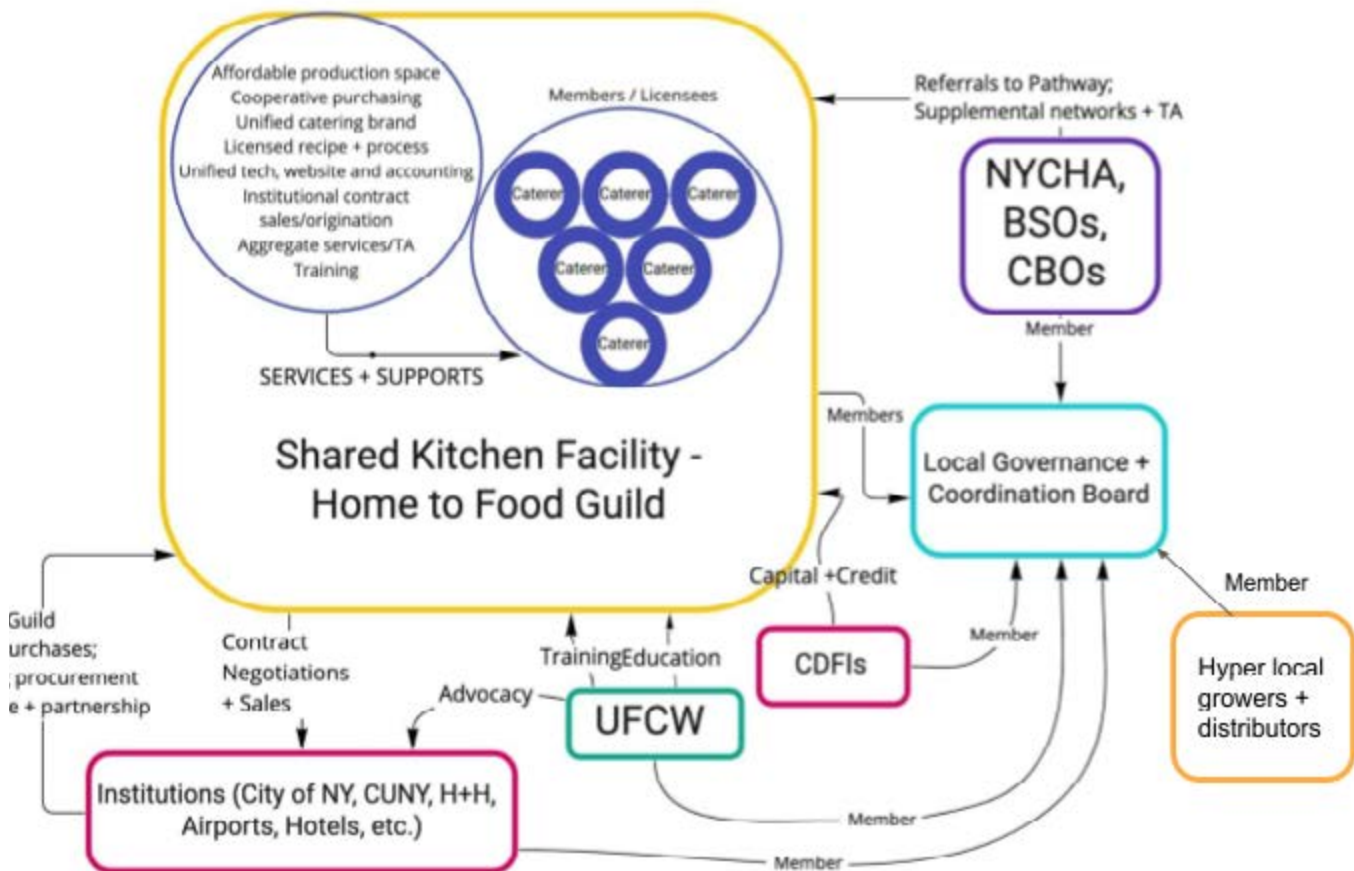 Affordable production space
Cooperative purchasing
Unified catering brand
Licensed recipe + process
Unified tech, website and accounting
Institutional contract
sales/origination
Aggregate services/TA
Training
Members / Licensees
Caterer
Caterer
Caterer
Caterer
Caterer
Caterer
SERVICES + SUPPORTS
Shared Kitchen Facility -
Home to Food Guild
Referrals to Pathway;
Supplemental networks + TA
NYCHA,
BSOs,
CBOs
Member
Members
Local Governance +
Coordination Board
Capital +Credit
CDFIs
Member
Member
Hyper local
growers +
distributors
Guild
urchases;
procurement
e + partnership
Contract
Negotiations
+ Sales
Advocacy
Training
Education
UFCW
Member
Institutions (City of NY, CUNY, H+H,
Airports, Hotels, etc.)
Member